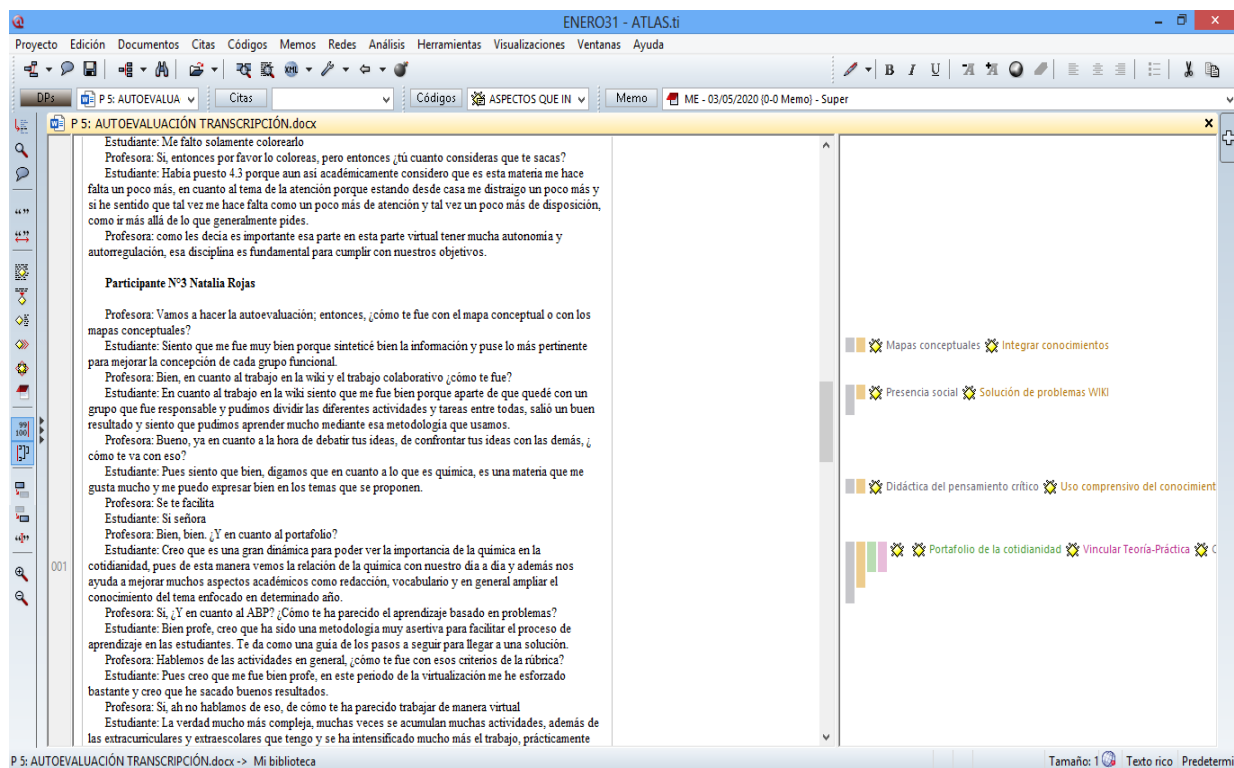 ENERO31 - ATLAS.ti
Proyecto Edición Documentos Citas Códigos Memos Redes Análisis Herramientas Visualizaciones Ventanas Ayuda
B I U
DPs P 5: AUTOEVALUA Citas Códigos ASPECTOS QUE IN Memo ME - 03/05/2020 {0-0 Memo} - Super
P 5: AUTOEVALUACIÓN TRANSCRIPCIÓN.docx
Estudiante: Me falto solamente colorearlo
Profesora: Si, entonces por favor lo coloreas, pero entonces ¿tú cuanto consideras que te sacas?
Estudiante: Había puesto 4.3 porque aun así académicamente considero que es esta materia me hace
falta un poco más, en cuanto al tema de la atención porque estando desde casa me distraigo un poco más y
si he sentido que tal vez me hace falta como un poco más de atención y tal vez un poco más de disposición,
como ir más allá de lo que generalmente pides.
Profesora: como les decía es importante esa parte en esta parte virtual tener mucha autonomía y
autorregulación, esa disciplina es fundamental para cumplir con nuestros objetivos.
Participante N°3 Natalia Rojas
Profesora: Vamos a hacer la autoevaluación; entonces, ¿cómo te fue con el mapa conceptual o con los
mapas conceptuales?
Estudiante: Siento que me fue muy bien porque sinteticé bien la información y puse lo más pertinente
para mejorar la concepción de cada grupo funcional.
Mapas conceptuales Integrar conocimientos
Profesora: Bien, en cuanto al trabajo en la wiki y el trabajo colaborativo ¿cómo te fue?
Estudiante: En cuanto al trabajo en la wiki siento que me fue bien porque aparte de que quedé con un
grupo que fue responsable y pudimos dividir las diferentes actividades y tareas entre todas, salió un buen
resultado y siento que pudimos aprender mucho mediante esa metodología que usamos.
Presencia social Solución de problemas WIKI
Profesora: Bueno, ya en cuanto a la hora de debatir tus ideas, de confrontar tus ideas con las demás, ¿
cómo te va con eso?
Estudiante: Pues siento que bien, digamos que en cuanto a lo que es química, es una materia que me
gusta mucho y me puedo expresar bien en los temas que se proponen.
Didáctica del pensamiento crítico Uso comprensivo del conocimient
Profesora: Se te facilita
Estudiante: Si señora
Profesora: Bien, bien. ¿Y en cuanto al portafolio?
Estudiante: Creo que es una gran dinámica para poder ver la importancia de la química en la
cotidianidad, pues de esta manera vemos la relación de la química con nuestro día a día y además nos
ayuda a mejorar muchos aspectos académicos como redacción, vocabulario y en general ampliar el
conocimiento del tema enfocado en determinado año.
Portafolio de la cotidianidad Vincular Teoría-Práctica
001
Profesora: Si, ¿Y en cuanto al ABP? ¿Cómo te ha parecido el aprendizaje basado en problemas?
Estudiante: Bien profe, creo que ha sido una metodología muy asertiva para facilitar el proceso de
aprendizaje en las estudiantes. Te da como una guía de los pasos a seguir para llegar a una solución.
Profesora: Hablemos de las actividades en general, ¿cómo te fue con esos criterios de la rúbrica?
Estudiante: Pues creo que me fue bien profe, en este periodo de la virtualización me he esforzado
bastante y creo que he sacado buenos resultados.
Profesora: Si, ah no hablamos de eso, de cómo te ha parecido trabajar de manera virtual
Estudiante: La verdad mucho más compleja, muchas veces se acumulan muchas actividades, además de
las extracurriculares y extraescolares que tengo y se ha intensificado mucho más el trabajo, prácticamente
P 5: AUTOEVALUACIÓN TRANSCRIPCIÓN.docx -> Mi biblioteca
Tamaño: 1 Texto rico Predetermi